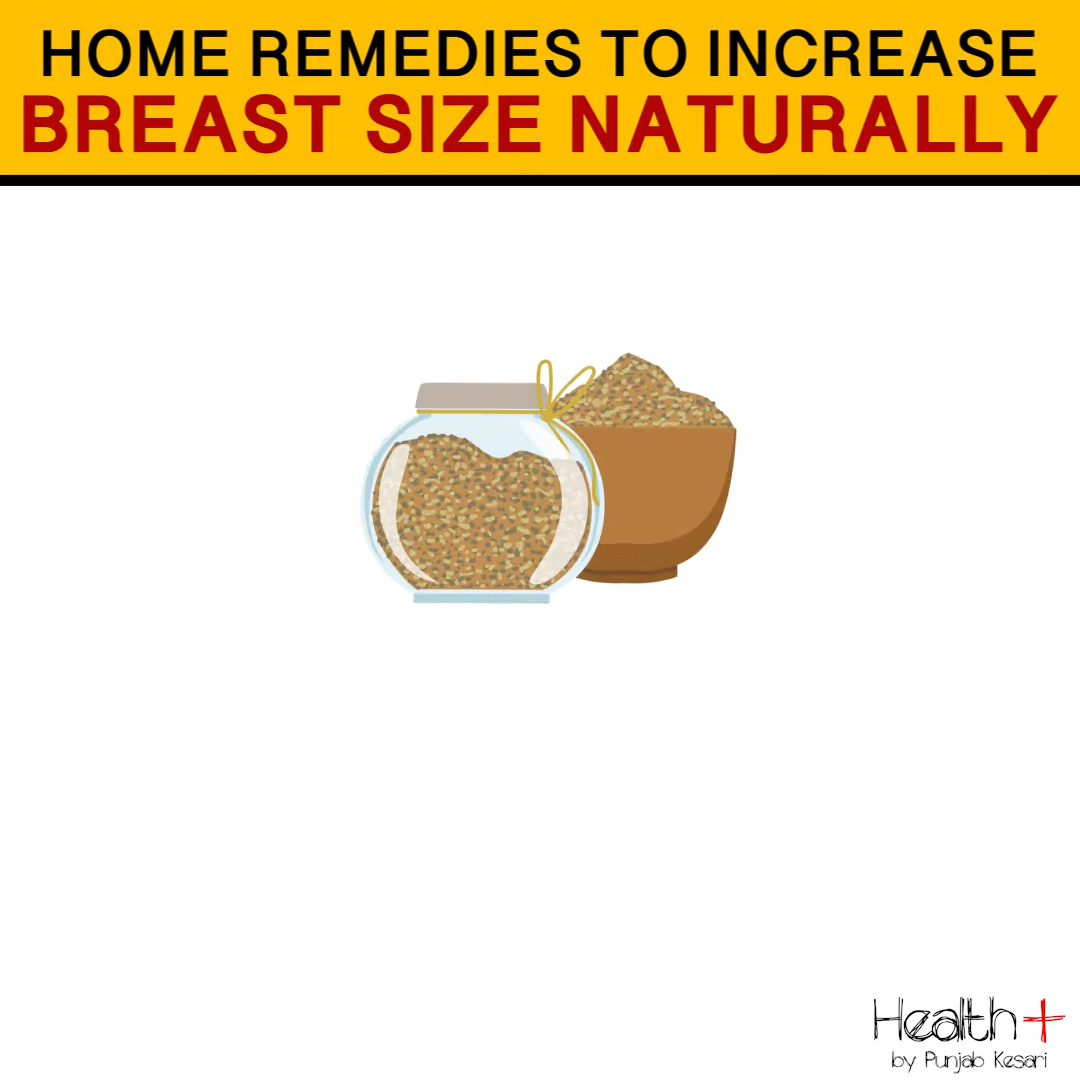 HOME REMEDIES TO INCREASE
BREAST SIZE NATURALLY
Health+
by Punjab Kesari